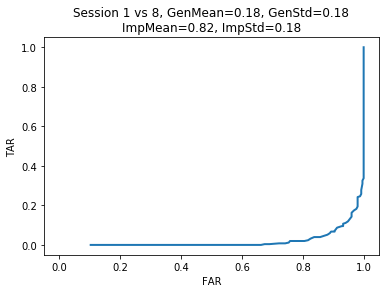 Session 1 vs 8, GenMean=0.18, GenStd=0.18
ImpMean=0.82, ImpStd=0.18
1.0
0.8
0.6
0.4
0.2
0.0
TAR
0.0 0.2 0.4 0.6 0.8 1.0
FAR